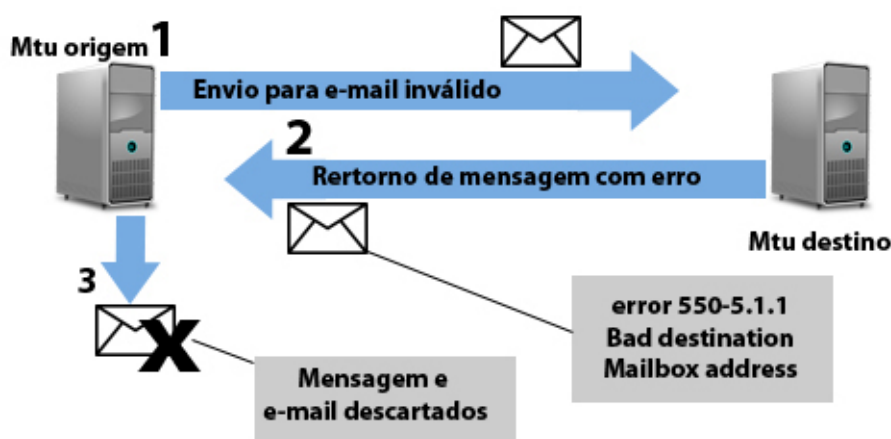 Mtu origem 1
Envio para e-mail inválido
2
Rertorno de mensagem com erro
Mtu destino
3
error 550-5.1.1
Bad destination
Mailbox address
Mensagem e
e-mail descartados